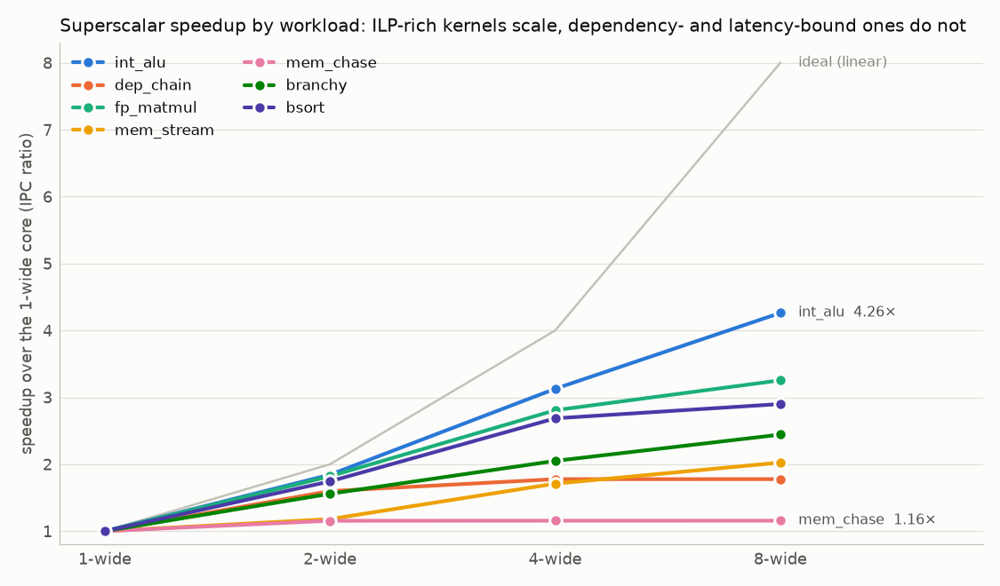 Superscalar speedup by workload: ILP-rich kernels scale, dependency- and latency-bound ones do not
int_alu
dep_chain
fp_matmul
mem_stream
mem_chase
branchy
bsort
ideal (linear)
int_alu 4.26×
mem_chase 1.16×
speedup over the 1-wide core (IPC ratio)
8
7
6
5
4
3
2
1
1-wide
2-wide
4-wide
8-wide